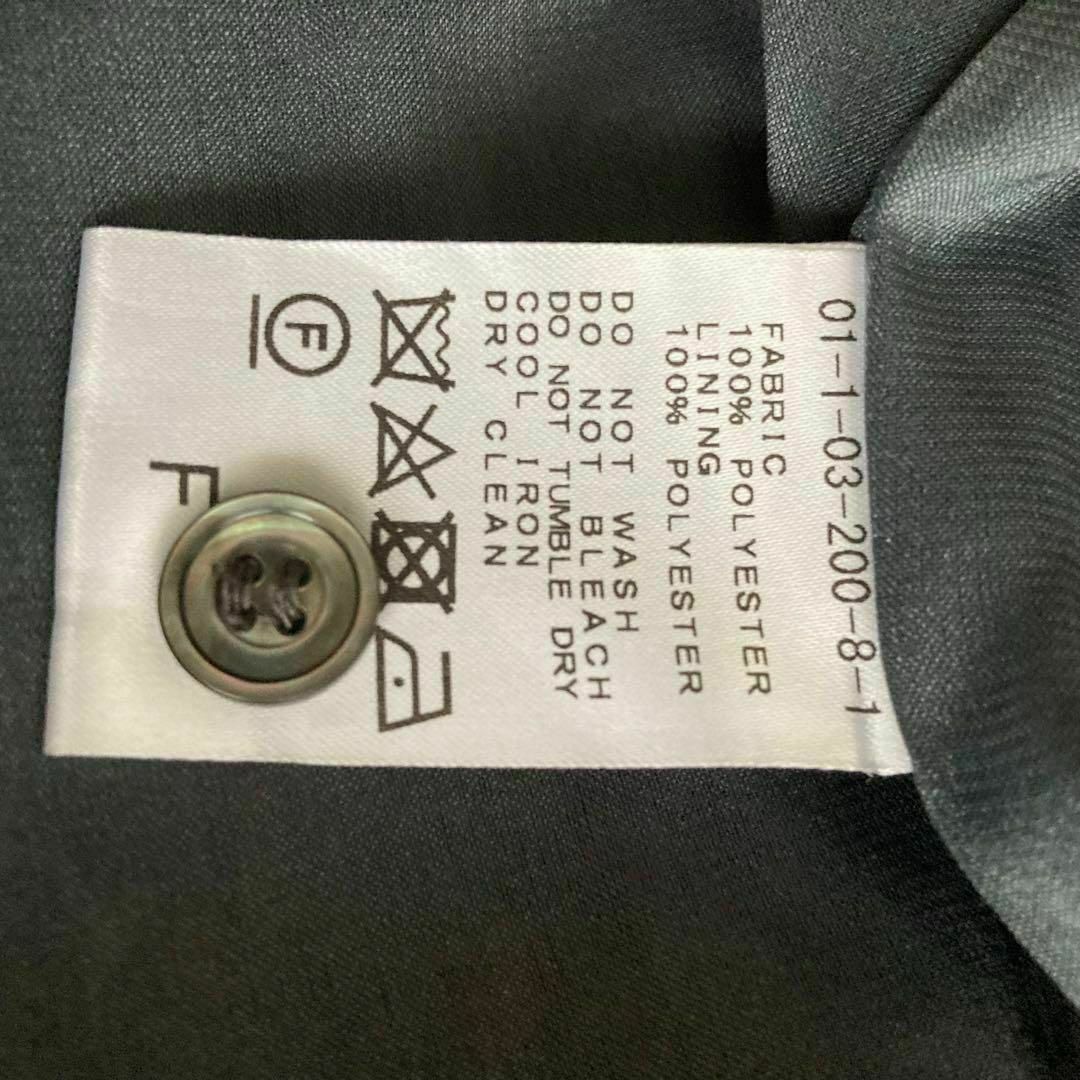 01-1-03-200-8-1
FABRIC
100% POLYESTER
LINING
100% POLYESTER
DO NOT WASH
DO NOT BLEACH
DO NOT TUMBLE DRY
COOL IRON
DRY CLEAN
F